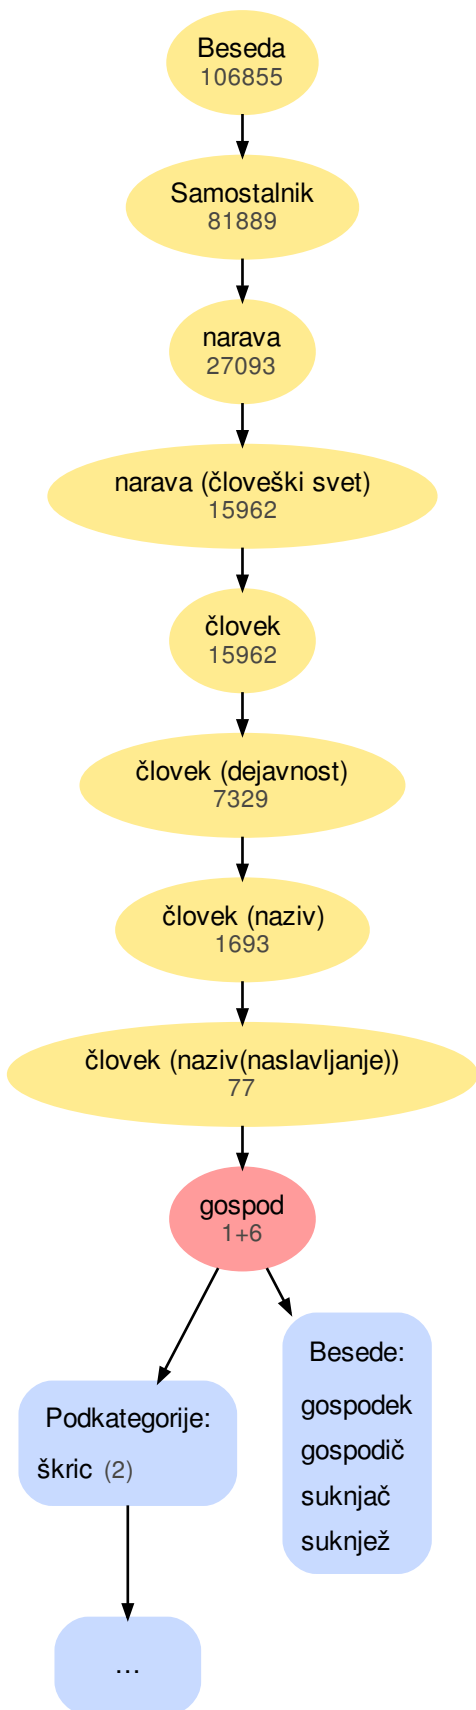 Beseda
106855
Samostalnik
81889
narava
27093
narava (človeški svet)
15962
človek
15962
človek (dejavnost)
7329
človek (naziv)
1693
človek (naziv(naslavljanje))
77
gospod
1+6
Podkategorije:
škric (2)
...
Besede:
gospodek
gospodič
suknjač
suknjež